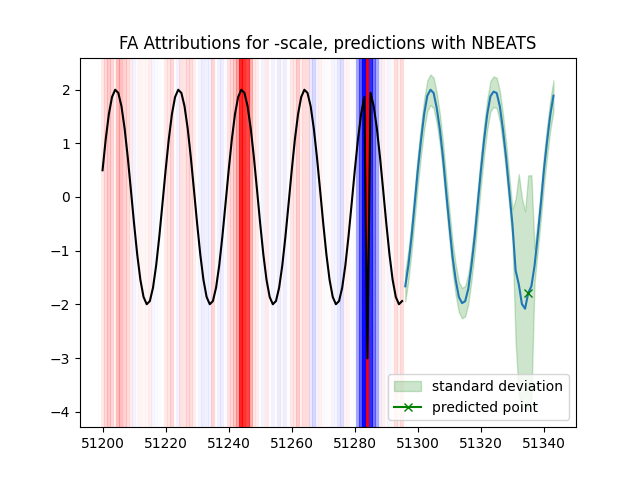 FA Attributions for -scale, predictions with NBEATS
2
1
0
−1
−2
−3
−4
standard deviation
predicted point
51200 51220 51240 51260 51280 51300 51320 51340